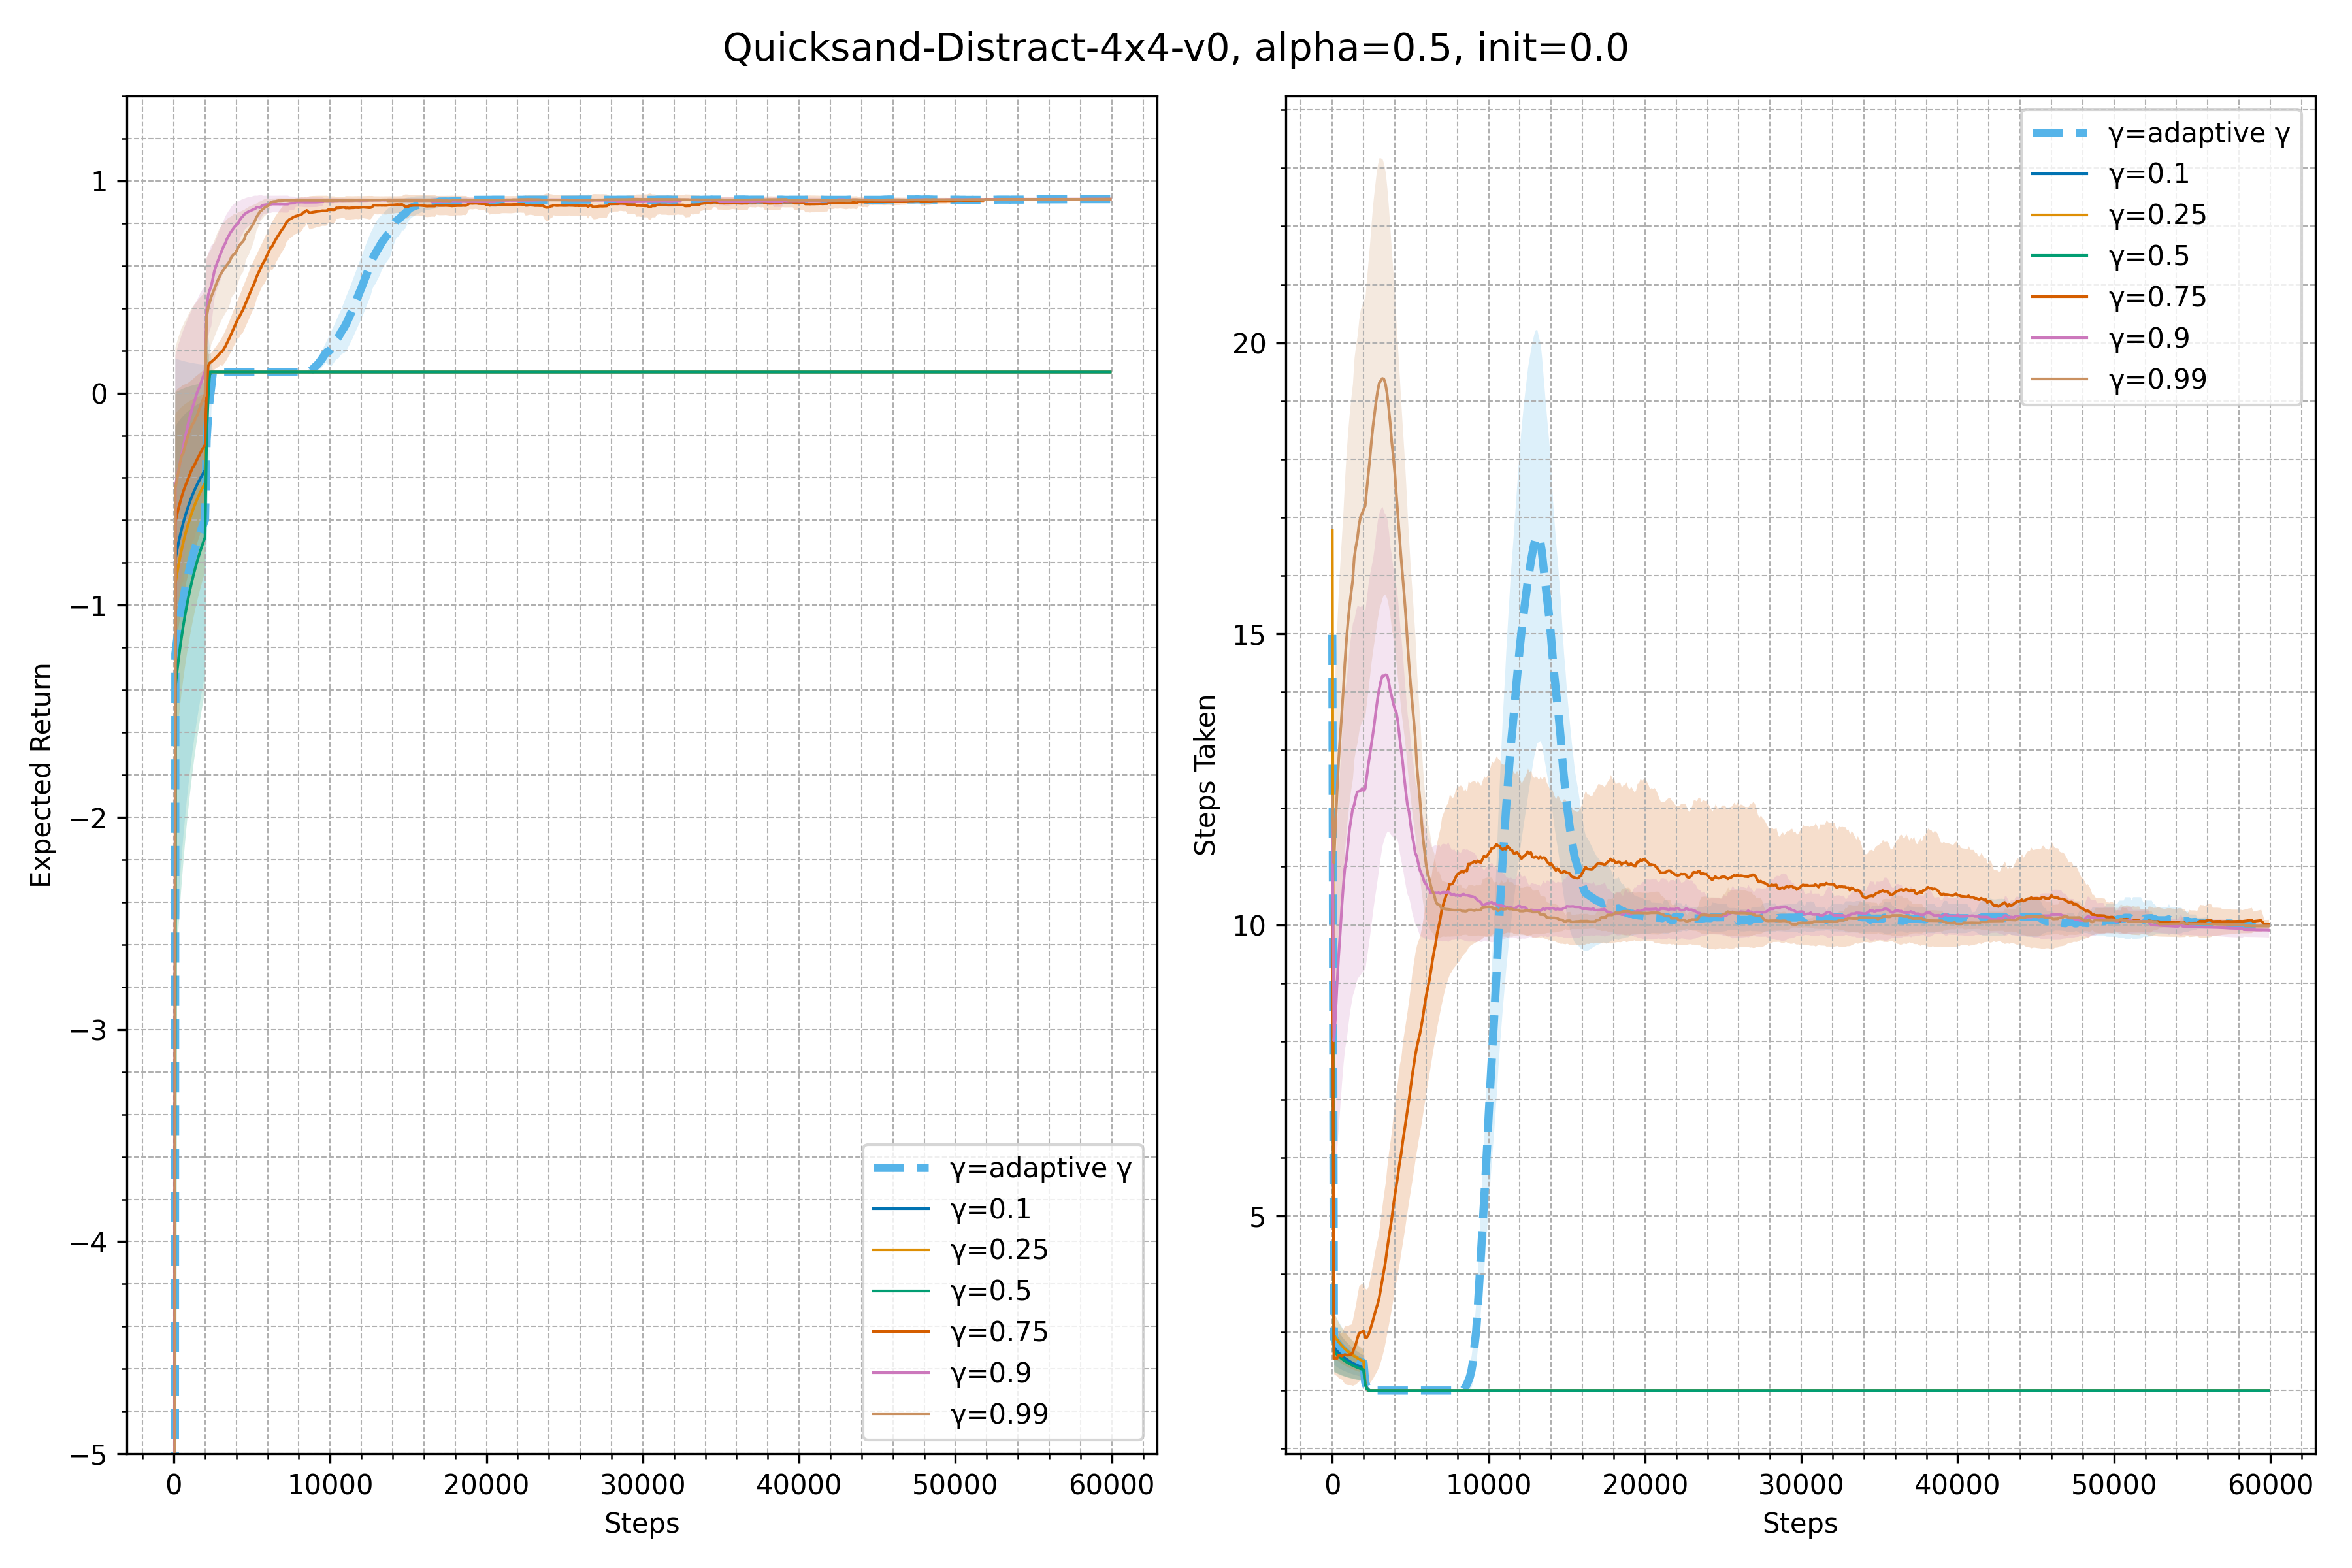 Quicksand-Distract-4x4-v0, alpha=0.5, init=0.0
Expected Return
1
0
−1
−2
−3
−4
−5
0 10000 20000 30000 40000 50000 60000
Steps
γ=adaptive γ
γ=0.1
γ=0.25
γ=0.5
γ=0.75
γ=0.9
γ=0.99
Steps Taken
20
15
10
5
0 10000 20000 30000 40000 50000 60000
Steps
γ=adaptive γ
γ=0.1
γ=0.25
γ=0.5
γ=0.75
γ=0.9
γ=0.99